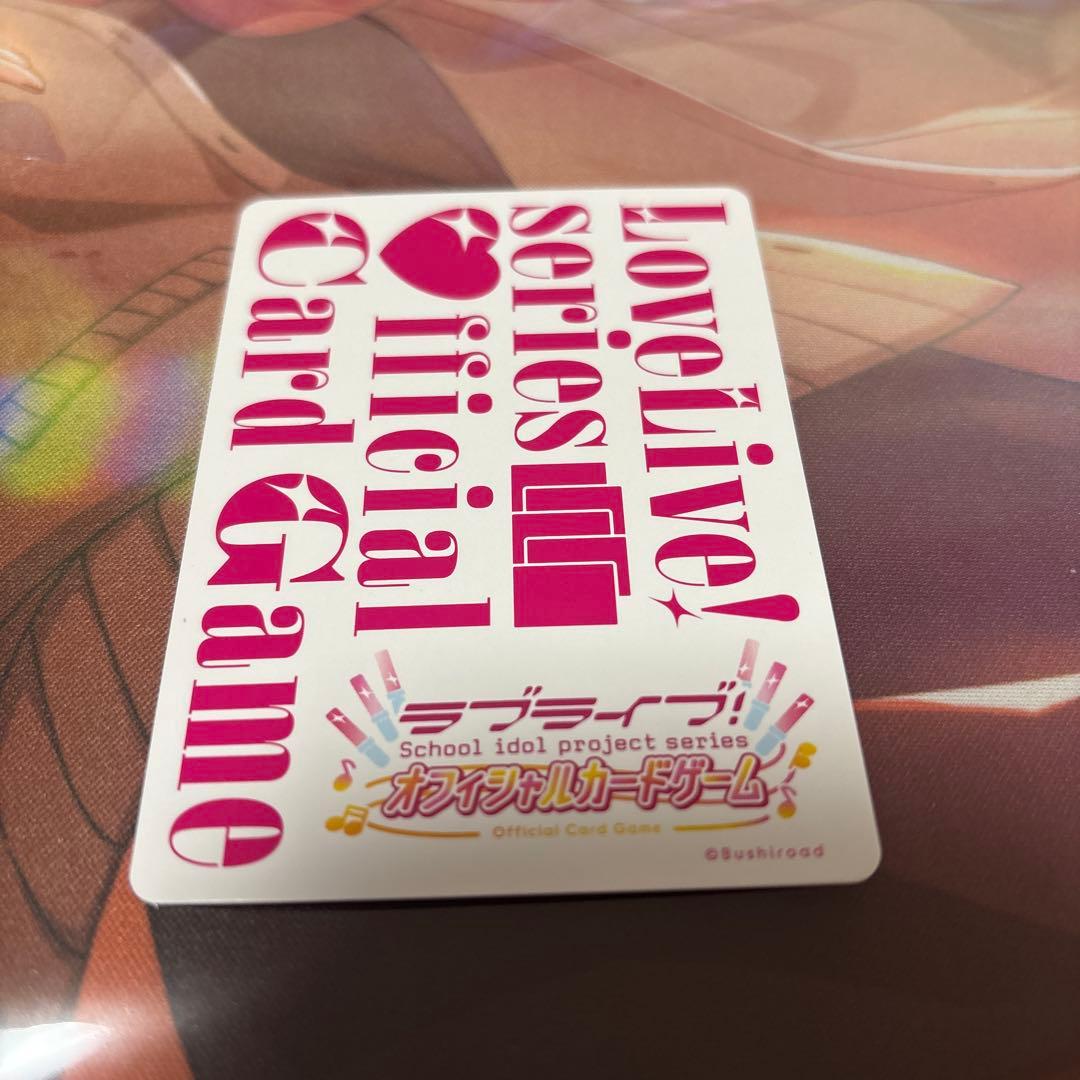 LoveLive!
series
Official
Card Game
ラブライブ!
School idol project series
オフィシャルカードゲーム
Official Card Game
©Bushiroad